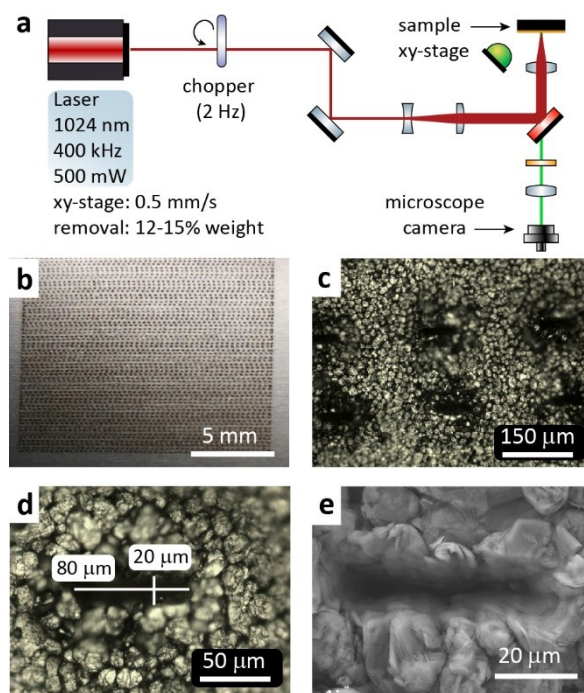 a
sample
xy-stage
chopper
(2 Hz)
Laser
1024 nm
400 kHz
500 mW
xy-stage: 0.5 mm/s
removal: 12-15% weight
microscope
camera
b
5 mm
c
150 µm
d
80 µm
20 µm
50 µm
e
20 µm